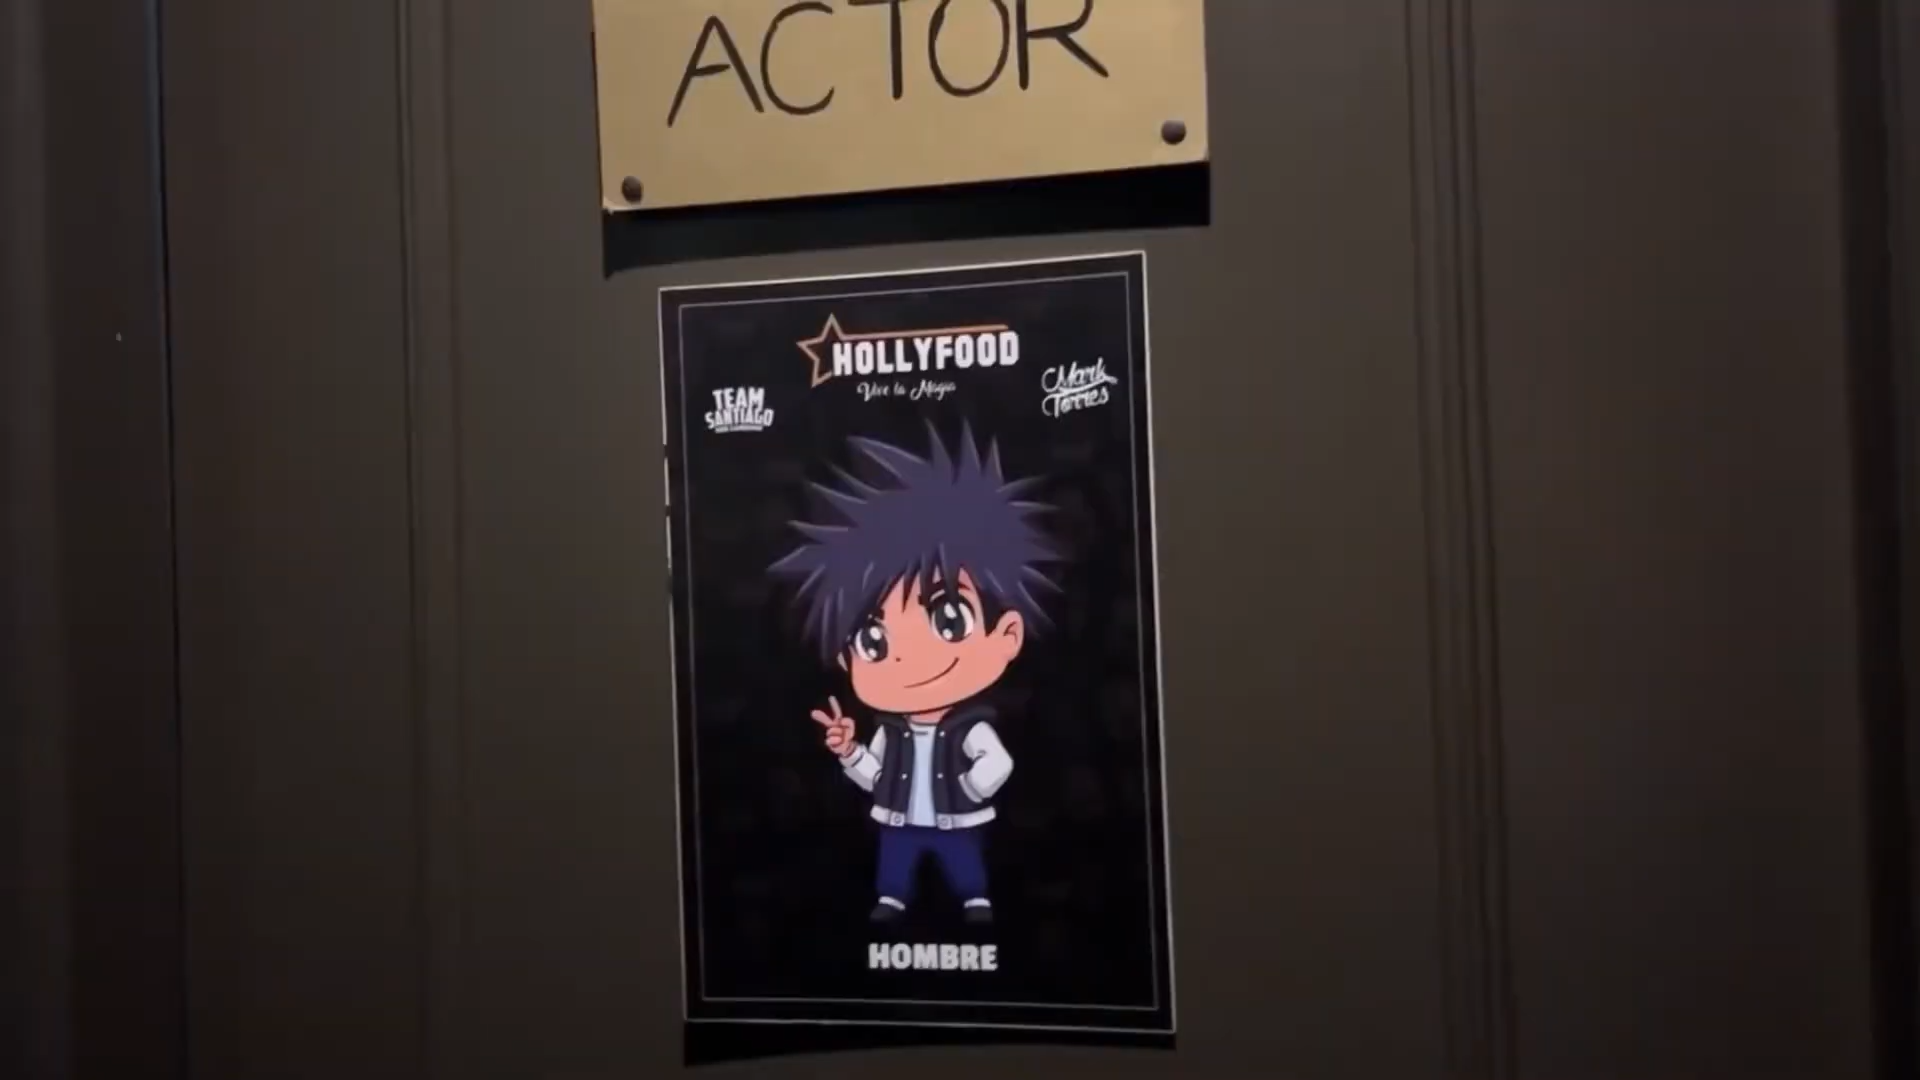 ACTOR
HOLLYFOOD
Vive la Magia
TEAM
SANTIAGO
Mark
Torres
HOMBRE